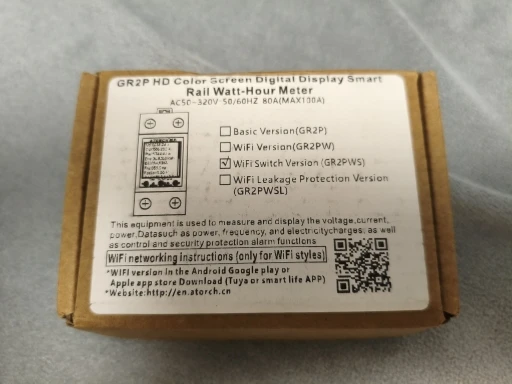 GR2P HD Color Screen Digital Display Smart
Rail Watt-Hour Meter
AC50~320V 50/60HZ 80A(MAX100A)
Basic Version(GR2P)
WiFi Version(GR2PW)
WiFi Switch Version (GR2PWS)
WiFi Leakage Protection Version
(GR2PWSL)
This equipment is used to measure and display the voltage,current,
power.Datasuch as power, frequency, and electricitycharges; as well
as control and security protection alarm functions
WiFi networking instructions (only for WiFi styles)
*WIFI version in the Android Google play or
Apple app store Download (Tuya or smart life APP)
*Website:http://en.atorch.cn